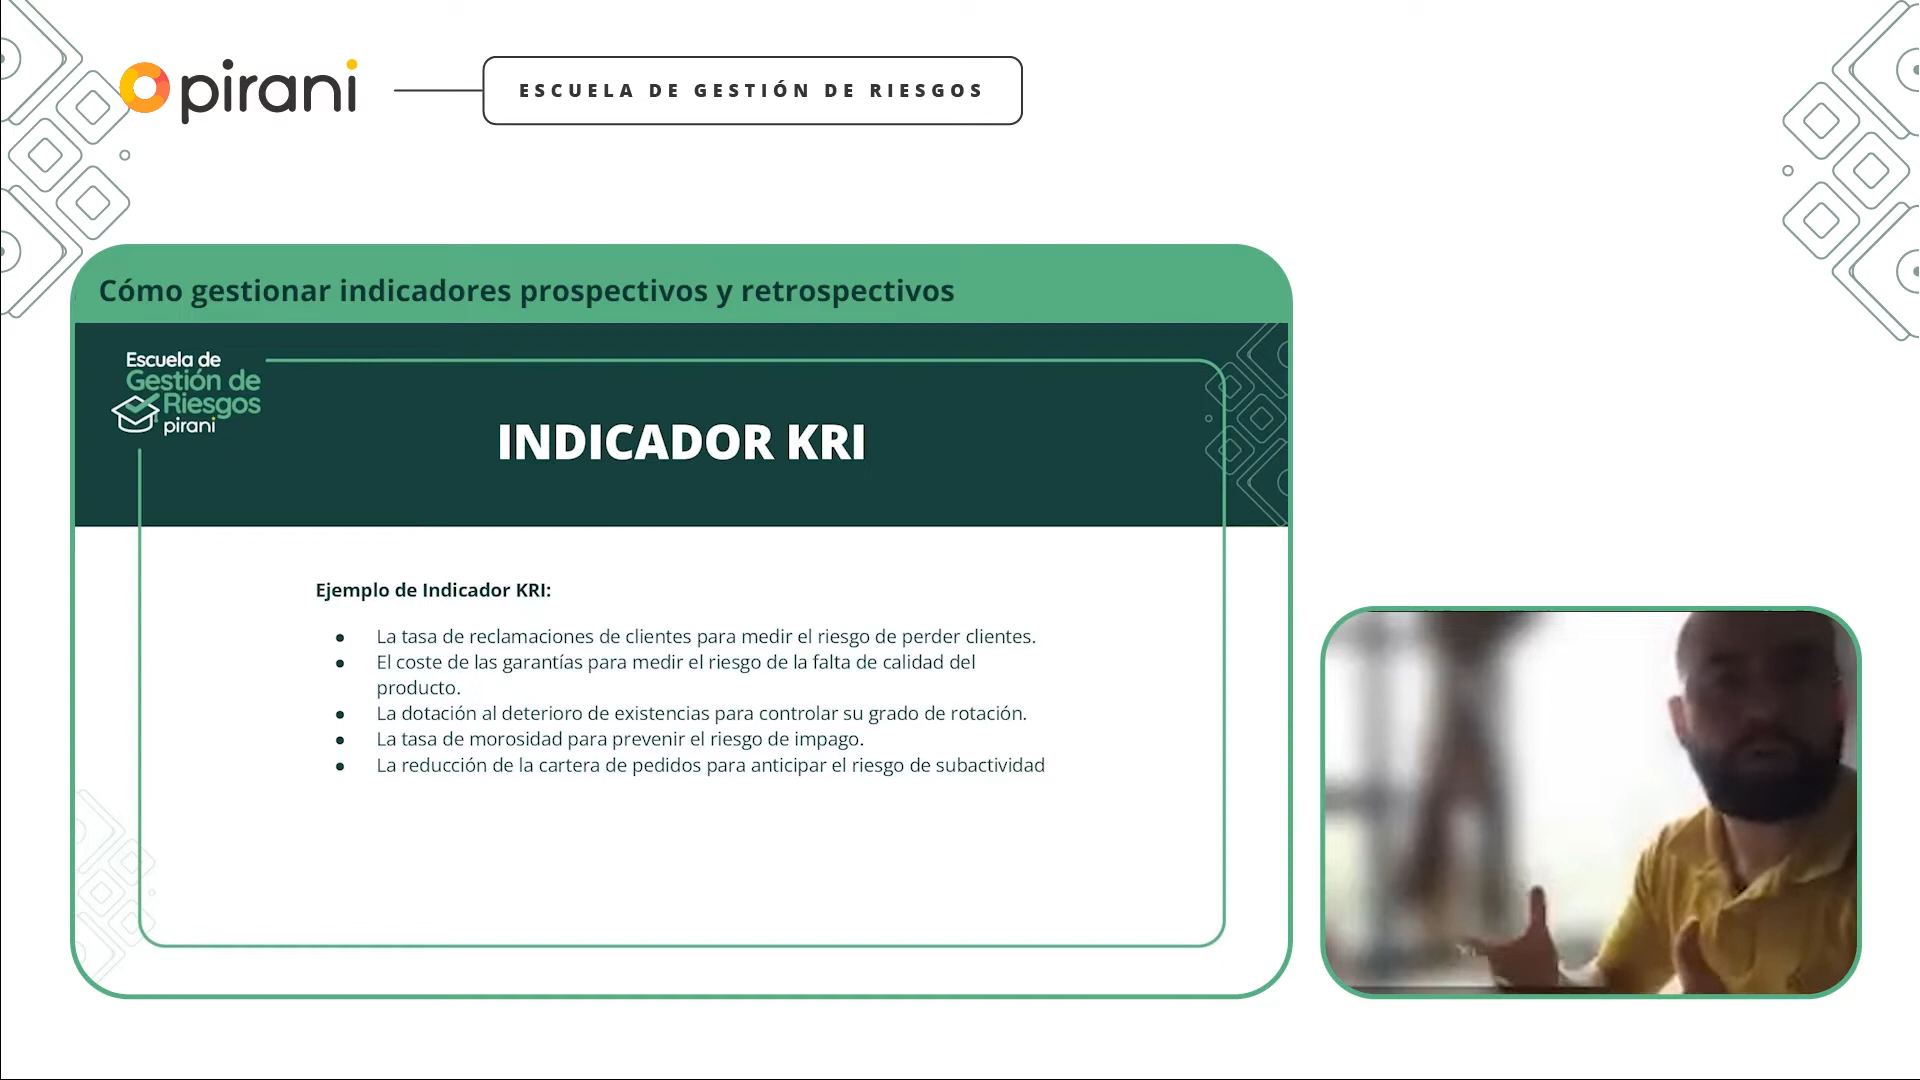 pirani
ESCUELA DE GESTIÓN DE RIESGOS
Cómo gestionar indicadores prospectivos y retrospectivos
Escuela de
Gestión de
Riesgos
pirani
INDICADOR KRI
Ejemplo de Indicador KRI:
● La tasa de reclamaciones de clientes para medir el riesgo de perder clientes.
● El coste de las garantías para medir el riesgo de la falta de calidad del
producto.
● La dotación al deterioro de existencias para controlar su grado de rotación.
● La tasa de morosidad para prevenir el riesgo de impago.
● La reducción de la cartera de pedidos para anticipar el riesgo de subactividad